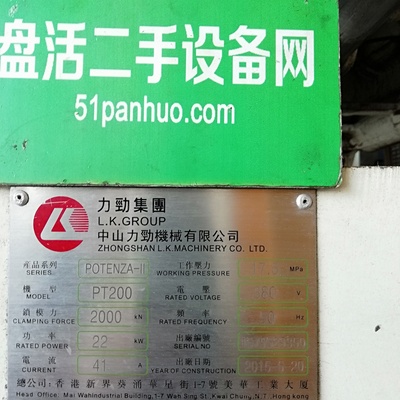 盘活二手设备网
51panhuo.com
力勁集團
L.K.GROUP
中山力勁機械有限公司
ZHONGSHAN L.K.MACHINERY CO. LTD.
産品系列 SERIES POTENZA-II 工作壓力 WORKING PRESSURE MPa
機型 MODEL PT200 電壓 RATED VOLTAGE V
鎖模力 CLAMPING FORCE 2000 kN 頻率 RATED FREQUENCY Hz
功率 RATED POWER 22 kW 出廠編號 SERIAL NO
電流 CURRENT 41 A 出廠日期 YEAR OF CONSTRUCTION
總公司:香港新界葵涌華星街1-7號美華工業大廈
Head Office: Mai Wah Industrial Building,1-7 Wah Sing St. Kwai Chung,N.T.,Hong Kong